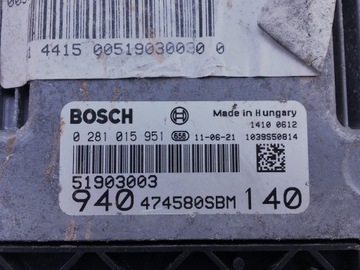 4415 00519030030 0
BOSCH
Made in Hungary
1410 0612
0 281 015 951 658 11-06-21 1039S50814
51903003
940 474580SBM 140